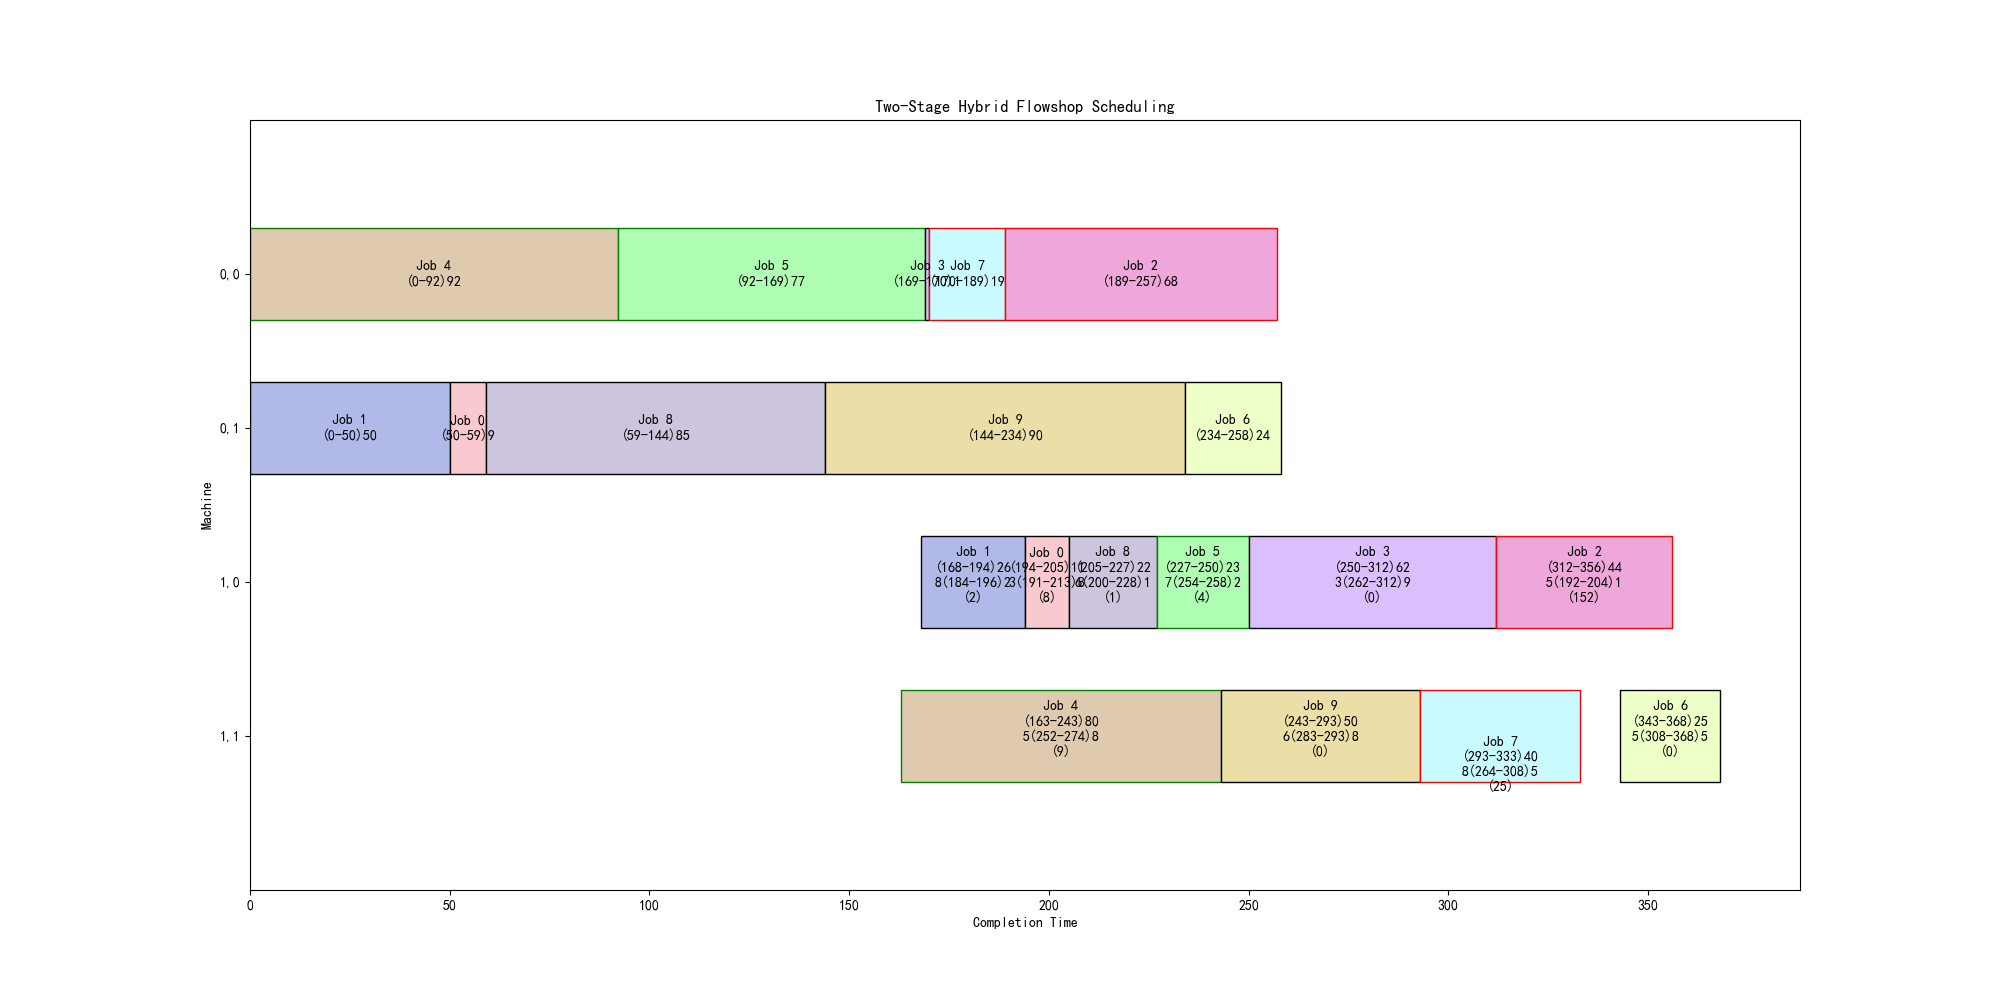 Two-Stage Hybrid Flowshop Scheduling
Machine
0,0
Job 4
(0-92)92
Job 5
(92-169)77
Job 3
(169-170)1
Job 7
(170-189)19
Job 2
(189-257)68
0,1
Job 1
(0-50)50
Job 0
(50-59)9
Job 8
(59-144)85
Job 9
(144-234)90
Job 6
(234-258)24
1,0
Job 1
(168-194)26
8(184-196)2
(2)
Job 0
(194-205)11
3(191-213)8
(8)
Job 8
(205-227)22
(200-228)1
(1)
Job 5
(227-250)23
7(254-258)2
(4)
Job 3
(250-312)62
3(262-312)9
(0)
Job 2
(312-356)44
5(192-204)1
(152)
1,1
Job 4
(163-243)80
5(252-274)8
(9)
Job 9
(243-293)50
6(283-293)8
(0)
Job 7
(293-333)40
8(264-308)5
(25)
Job 6
(343-368)25
5(308-368)5
(0)
0 50 100 150 200 250 300 350
Completion Time